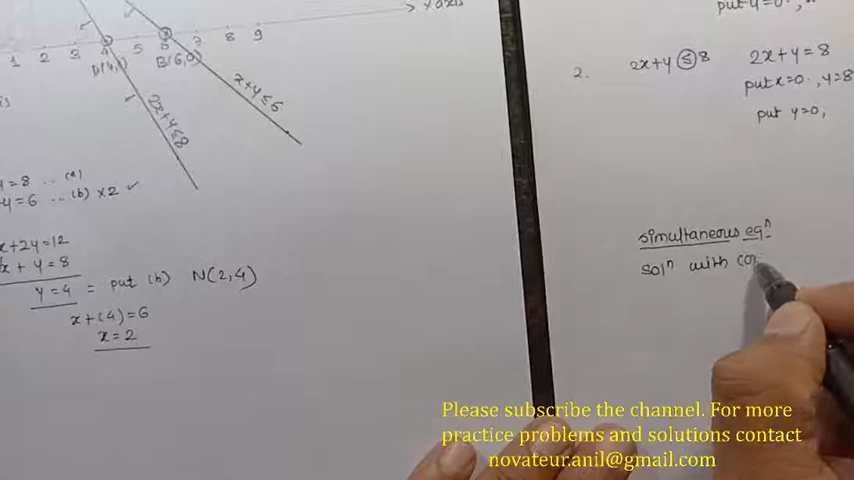 x axis
1 2 3 4 5 6 7 8 9
B(6,0)
x+y≤6
2x+y≤8
y=8 .. (a)
y=6 ... (b) x2 ✓
x+2y=12
x+y=8
y=4 = put (b) N(2,4)
x+(4)=6
x=2
put y=0
2. 2x+y≤8 2x+y=8
put x=0, y=8
put y=0,
simultaneous eqⁿ
solⁿ with co
Please subscribe the channel. For more
practice problems and solutions contact
novateur.anil@gmail.com